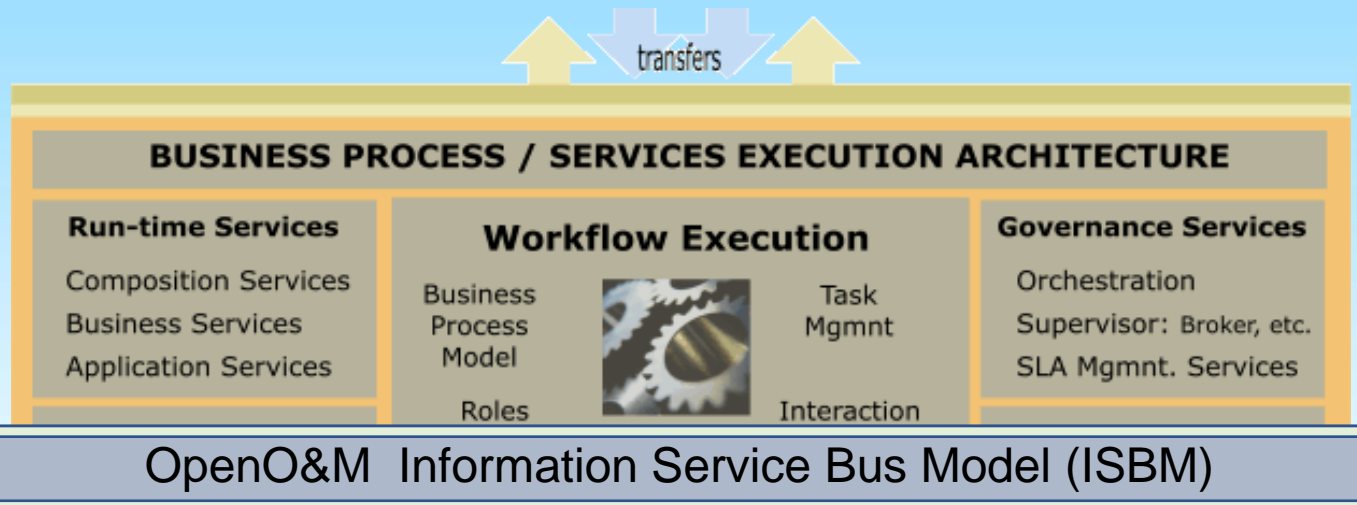 transfers
BUSINESS PROCESS / SERVICES EXECUTION ARCHITECTURE
Run-time Services
Composition Services
Business Services
Application Services
Workflow Execution
Business
Process
Model
Roles
Task
Mgmnt
Interaction
Governance Services
Orchestration
Supervisor: Broker, etc.
SLA Mgmnt. Services
OpenO&M Information Service Bus Model (ISBM)